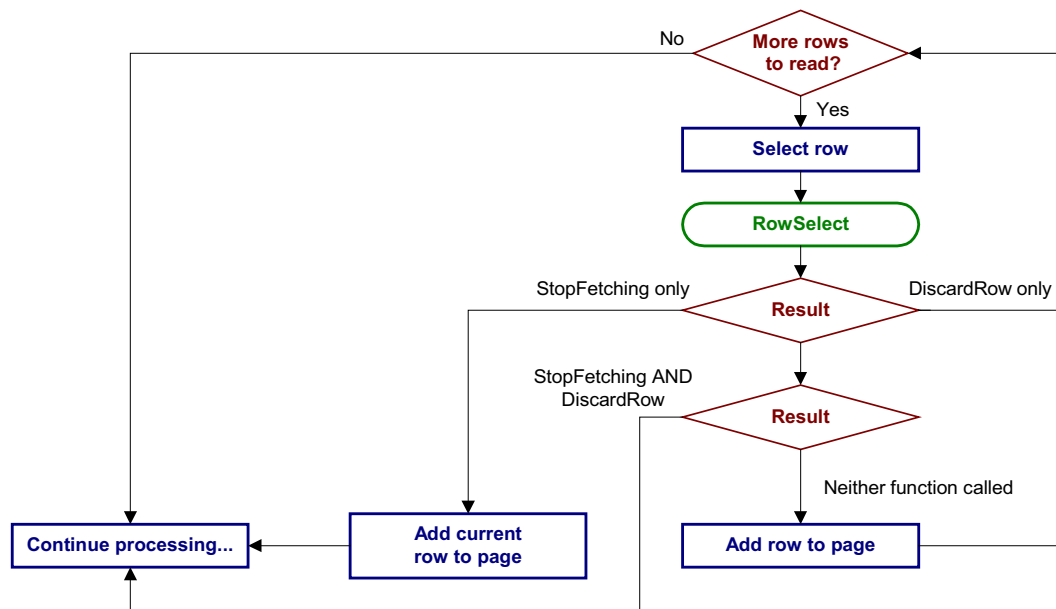 No
More rows
to read?
Yes
Select row
RowSelect
StopFetching only
Result
DiscardRow only
StopFetching AND
DiscardRow
Result
Neither function called
Continue processing...
Add current
row to page
Add row to page